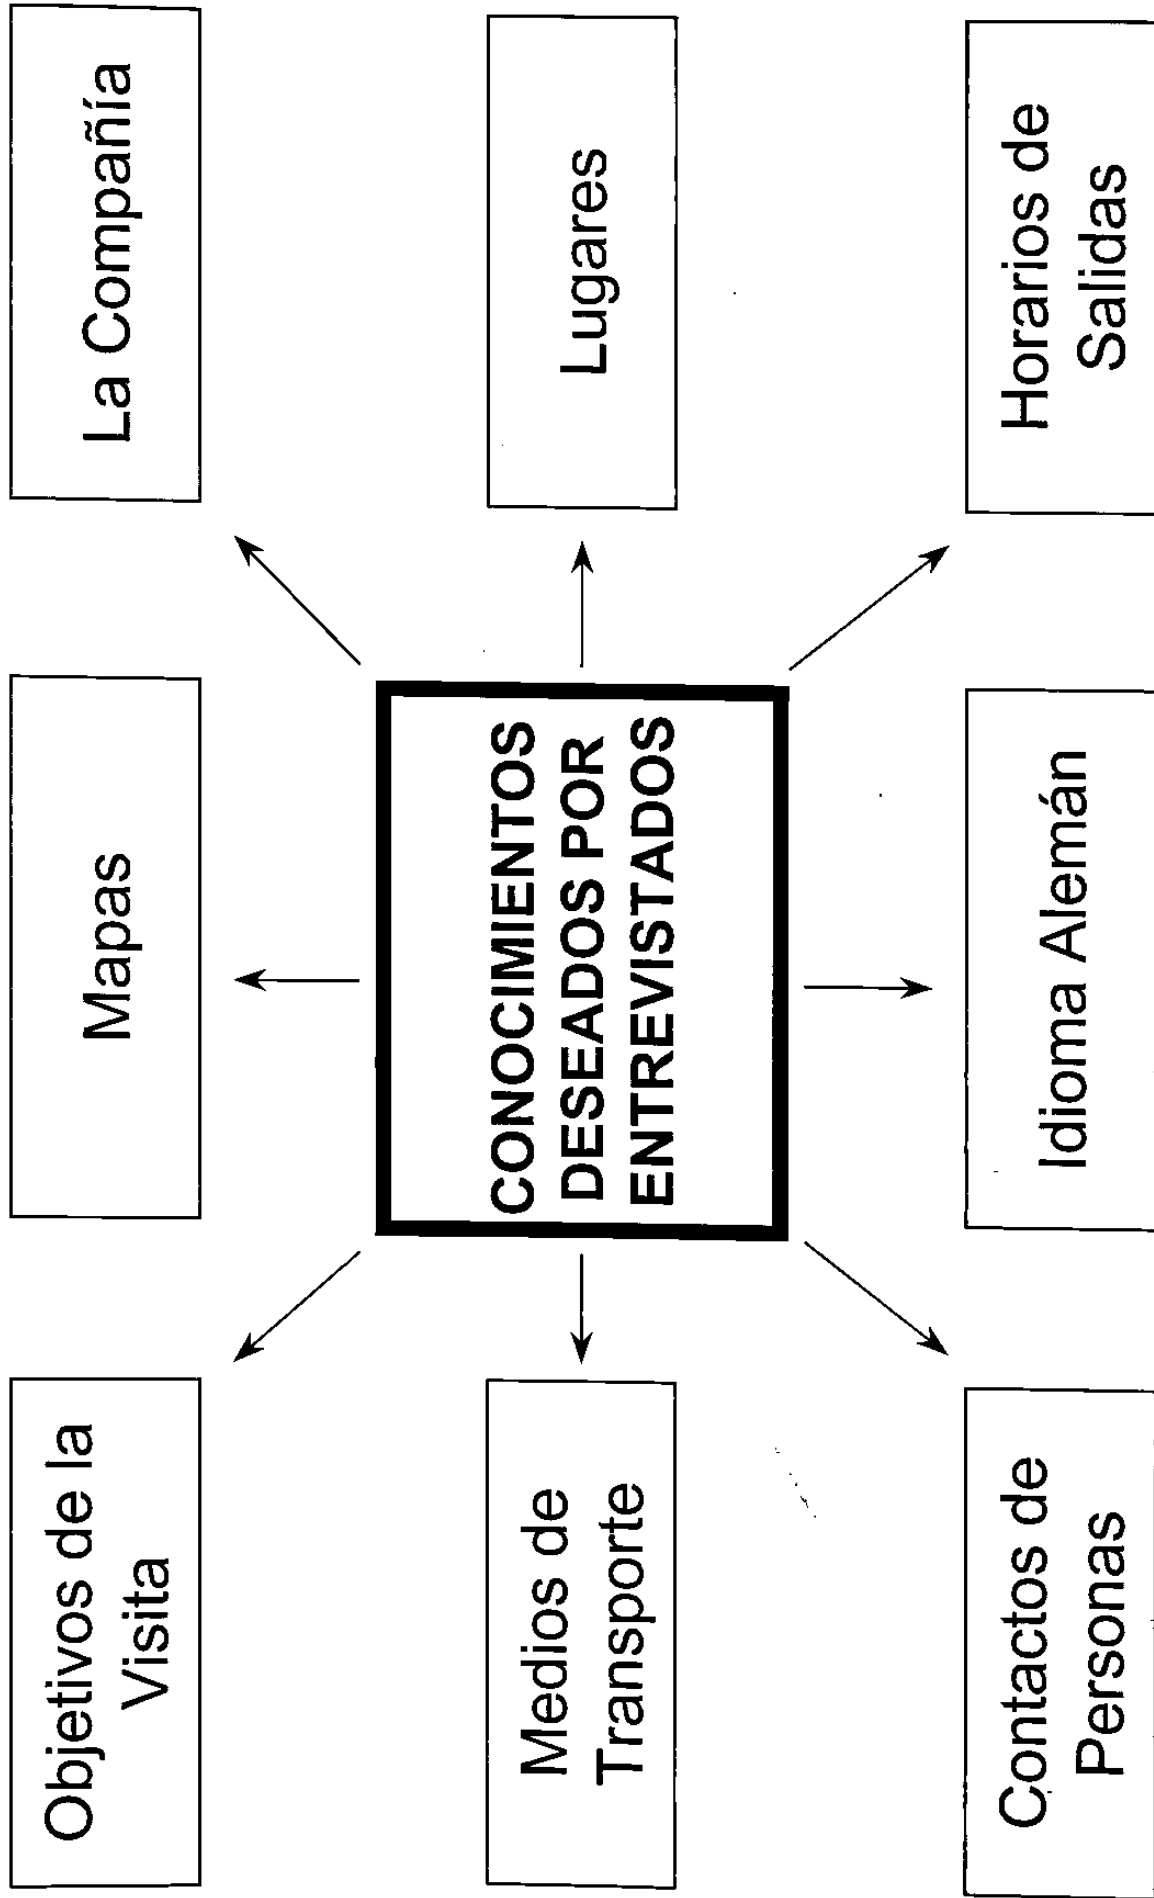 Objetivos de la
Visita
Mapas
La Compañía
Medios de
Transporte
CONOCIMIENTOS
DESEADOS POR
ENTREVISTADOS
Lugares
Contactos de
Personas
Idioma Alemán
Horarios de
Salidas